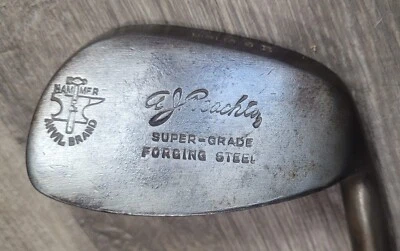 HAMMER
ANVIL BRAND
SUPER-GRADE
FORGING STEEL